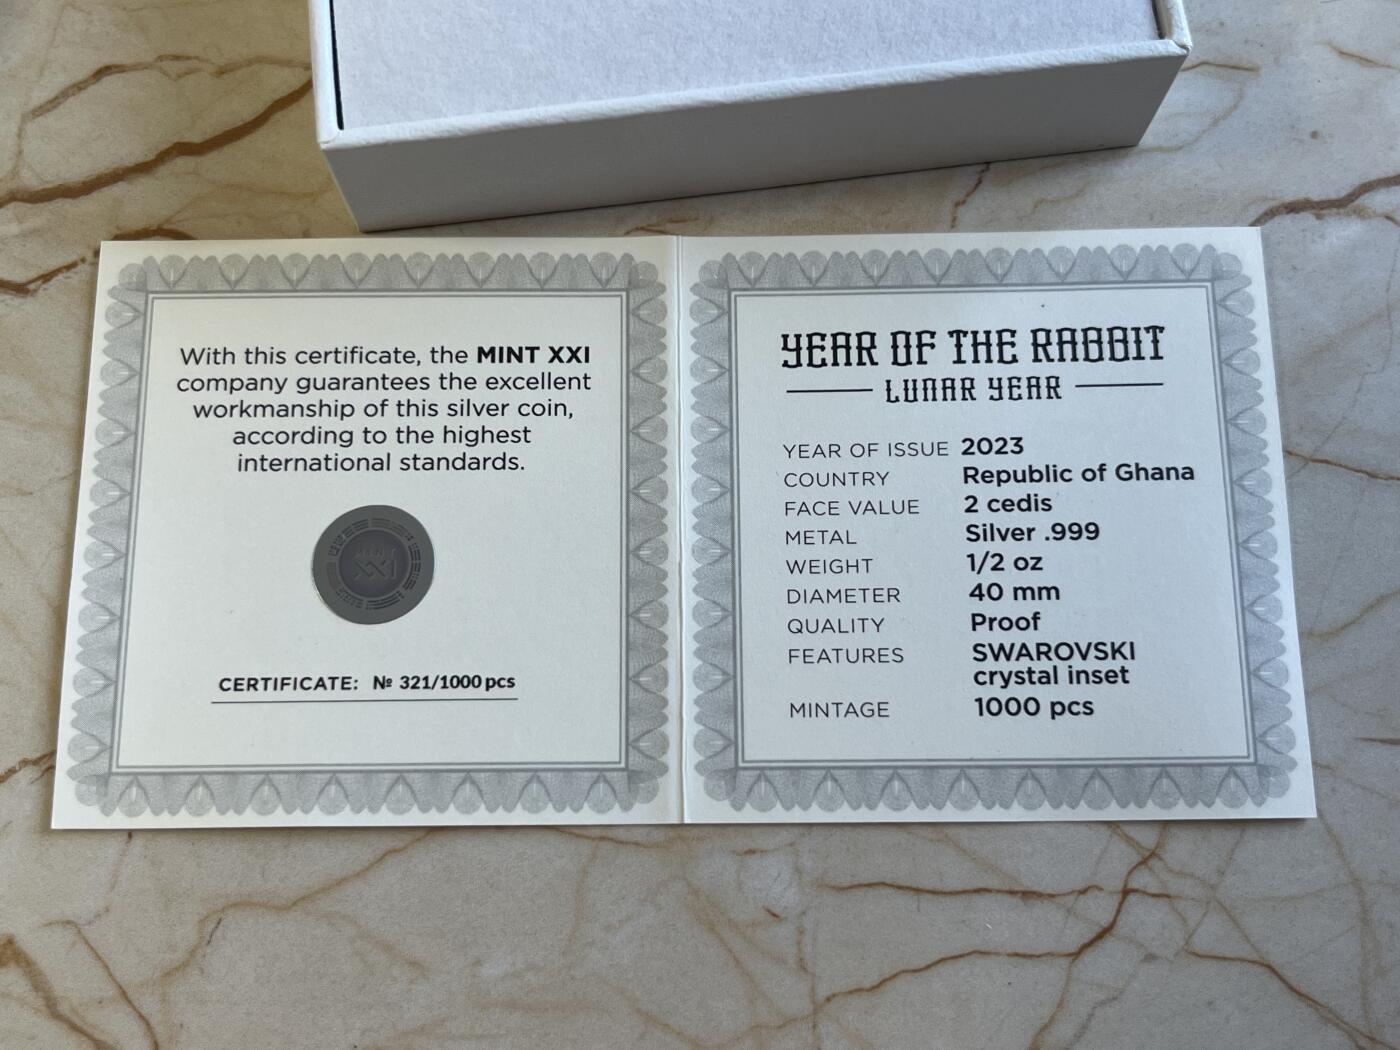 With this certificate, the MINT XXI
company guarantees the excellent
workmanship of this silver coin,
according to the highest
international standards.
MINT
XXI
CERTIFICATE: № 321/1000 pcs
YEAR OF THE RABBIT
LUNAR YEAR
YEAR OF ISSUE 2023
COUNTRY Republic of Ghana
FACE VALUE 2 cedis
METAL Silver .999
WEIGHT 1/2 oz
DIAMETER 40 mm
QUALITY Proof
FEATURES SWAROVSKI
crystal inset
MINTAGE 1000 pcs